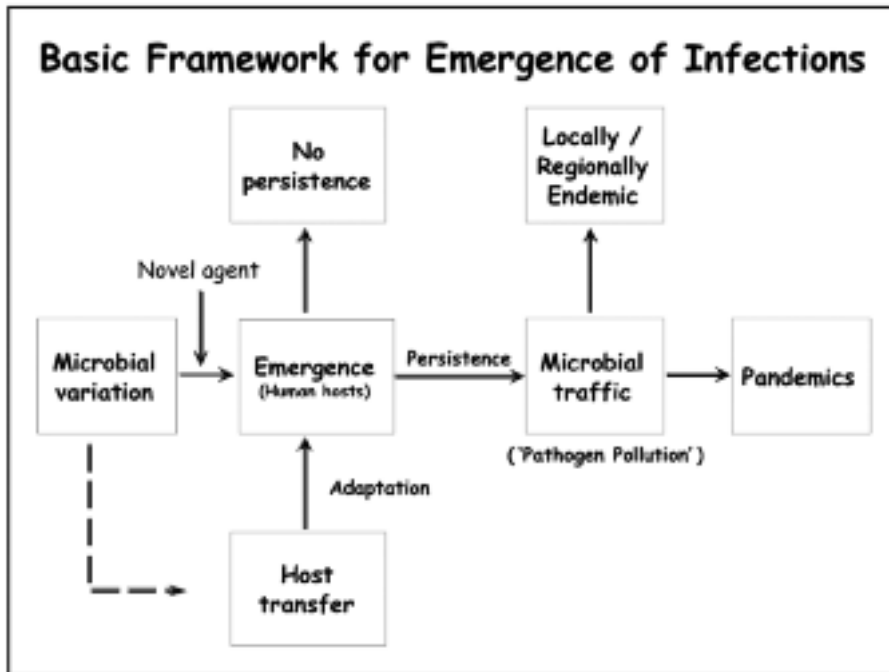 Basic Framework for Emergence of Infections
No
persistence
Locally /
Regionally
Endemic
Novel agent
Microbial
variation
Emergence
(Human hosts)
Persistence
Microbial
traffic
Pandemics
('Pathogen Pollution')
Adaptation
Host
transfer